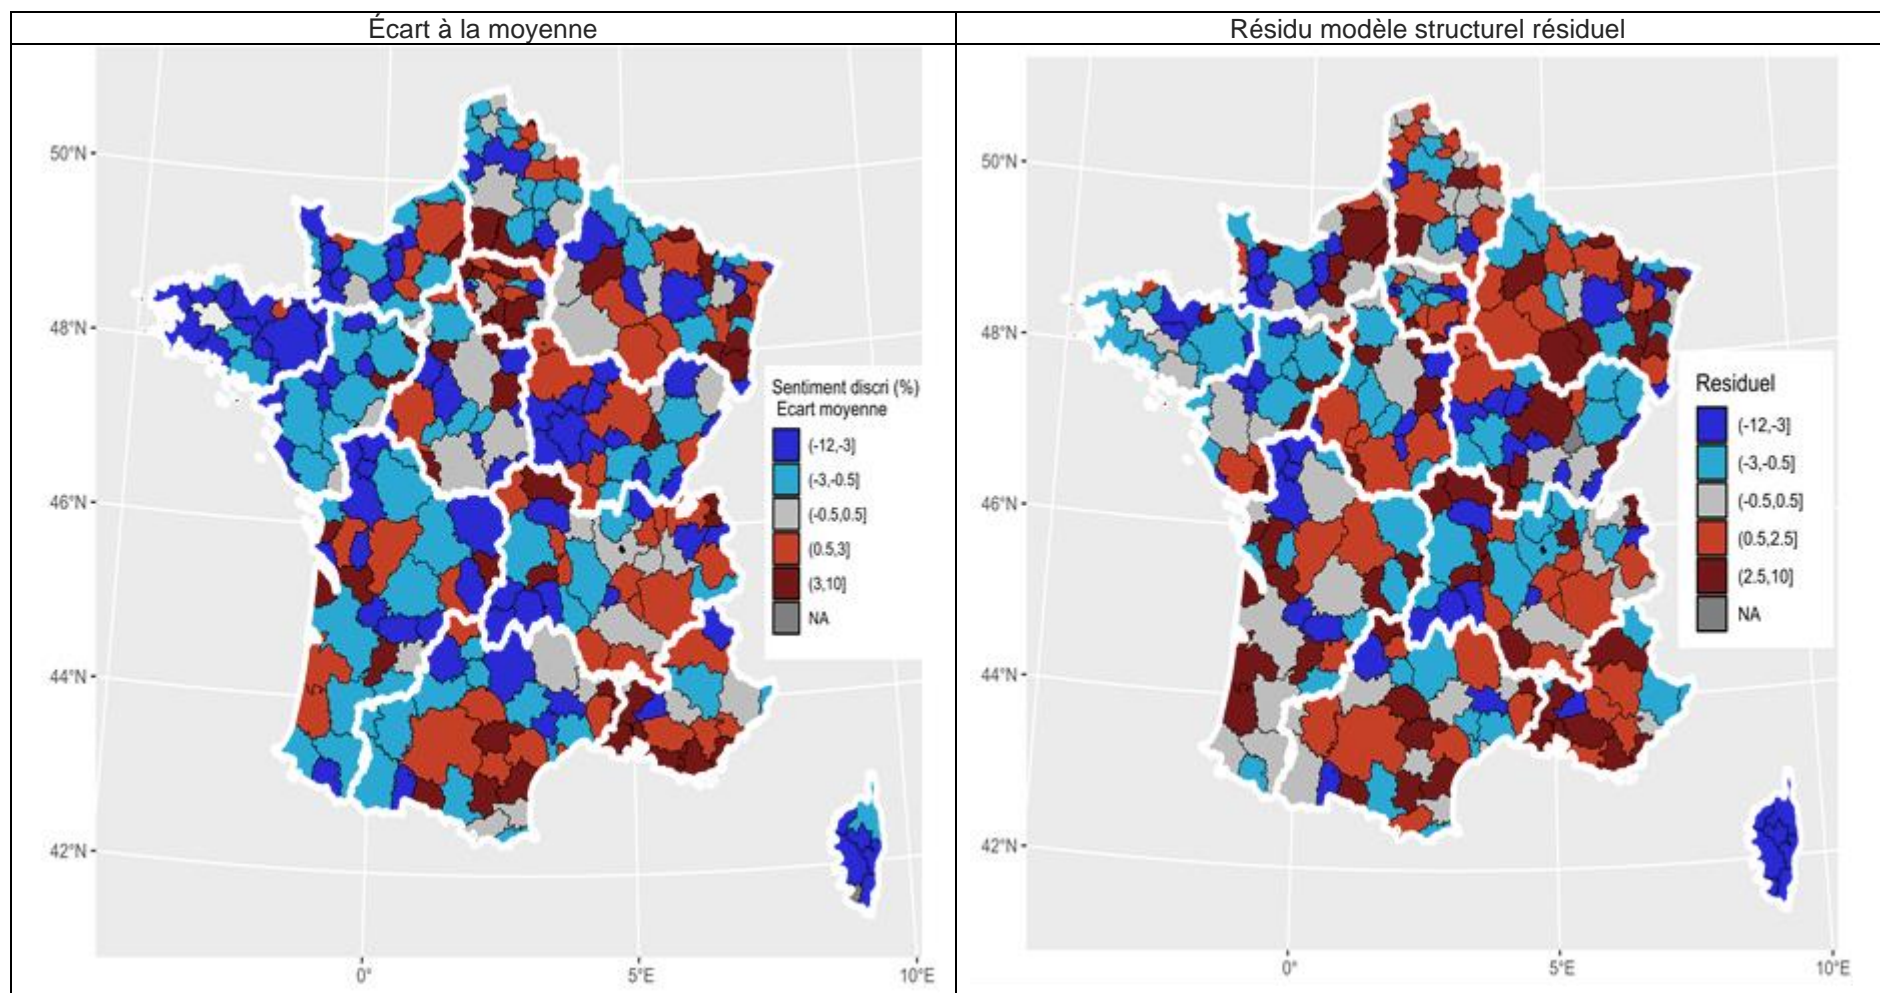 Écart à la moyenne
Résidu modèle structurel résiduel
50°N
48°N
46°N
44°N
42°N
0°
5°E
10°E
Sentiment discri (%)
Ecart moyenne
(-12,-3]
(-3,-0.5]
(-0.5,0.5]
(0.5,3]
(3,10]
NA
50°N
48°N
46°N
44°N
42°N
0°
5°E
10°E
Residuel
(-12,-3]
(-3,-0.5]
(-0.5,0.5]
(0.5,2.5]
(2.5,10]
NA